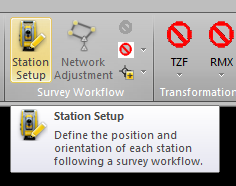 Station Setup
Network Adjustment
TZF
RMX
Survey Workflow
Transformation
Station Setup
Define the position and
orientation of each station
following a survey workflow.